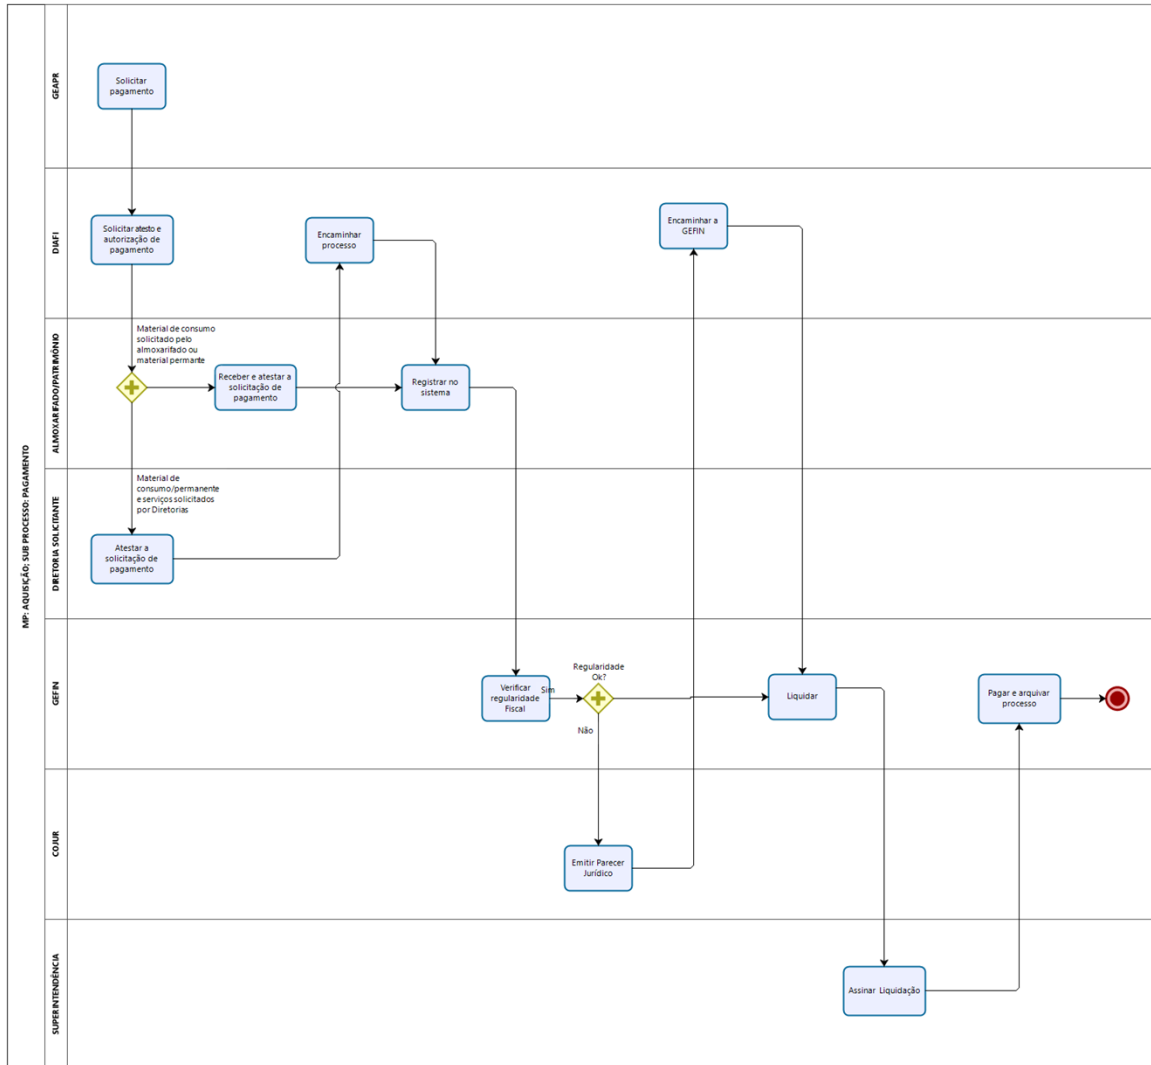 MP: AQUISIÇÃO; SUB PROCESSO: PAGAMENTO
GEAPR
Solicitar
pagamento
DIAFI
Solicitar atesto e
autorização de
pagamento
Encaminhar
processo
Encaminhar a
GEFIN
ALMOXARIFADO/PATRIMÔNIO
Material de consumo
solicitado pelo
almoxarifado ou
material permante
Receber e atestar a
solicitação de
pagamento
Registrar no
sistema
DIRETORIA SOLICITANTE
Material de
consumo/permanente
e serviços solicitados
por Diretorias
Atestar a
solicitação de
pagamento
GEFIN
Verificar
regularidade
Fiscal
Sim
Regularidade
Ok?
Não
Liquidar
Pagar e arquivar
processo
COJUR
Emitir Parecer
Jurídico
SUPERINTENDÊNCIA
Assinar Liquidação